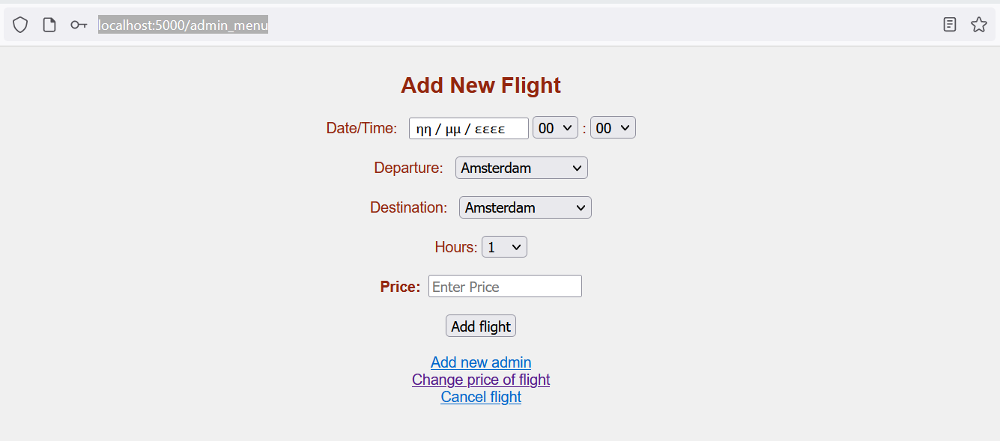 localhost:5000/admin_menu
Add New Flight
Date/Time: ηη / μμ / εεεε 00 : 00
Departure: Amsterdam
Destination: Amsterdam
Hours: 1
Price: Enter Price
Add flight
Add new admin
Change price of flight
Cancel flight